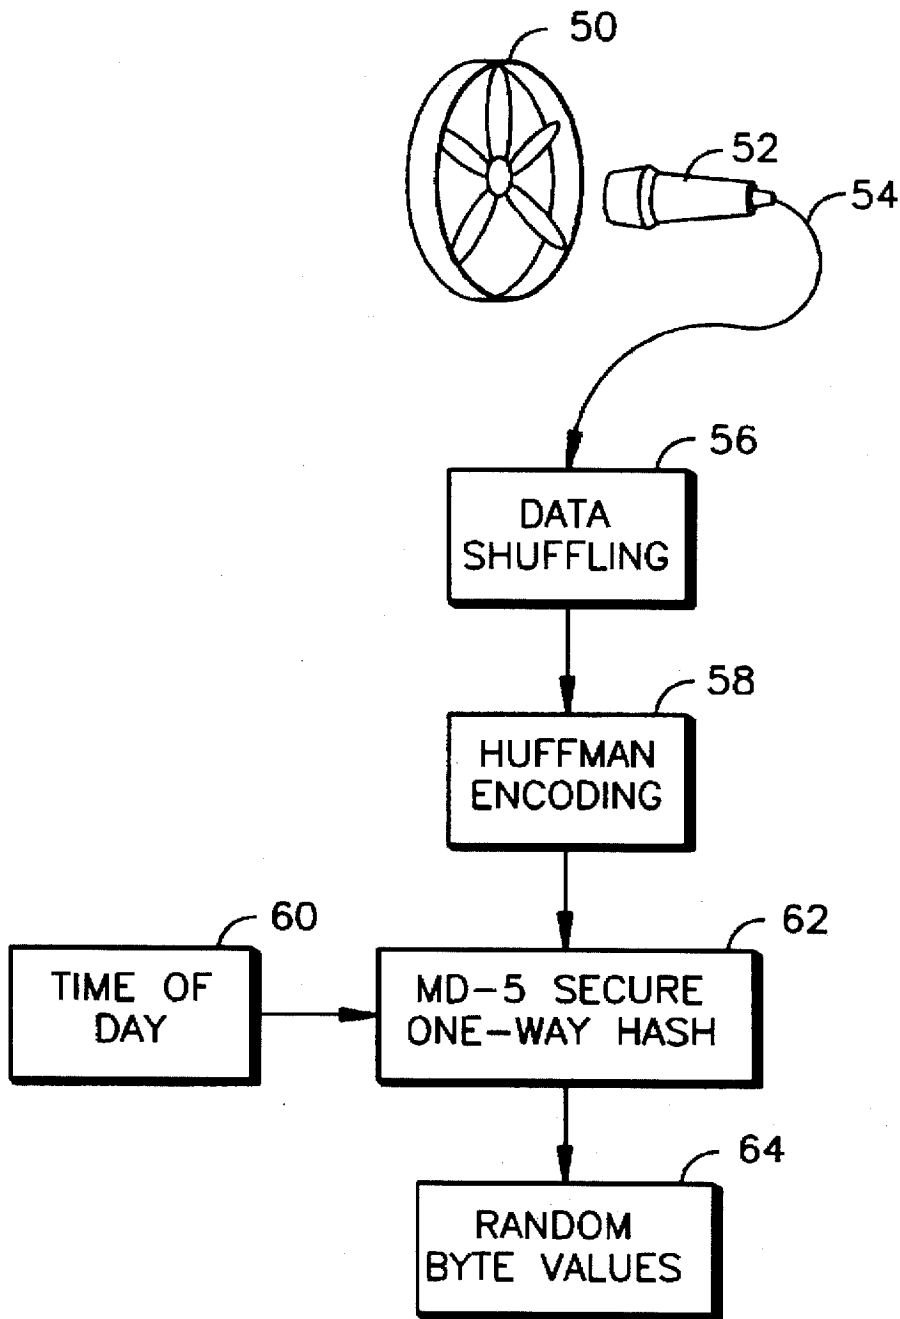 50
52
54
56
DATA
SHUFFLING
58
HUFFMAN
ENCODING
60
TIME OF
DAY
62
MD-5 SECURE
ONE-WAY HASH
64
RANDOM
BYTE VALUES